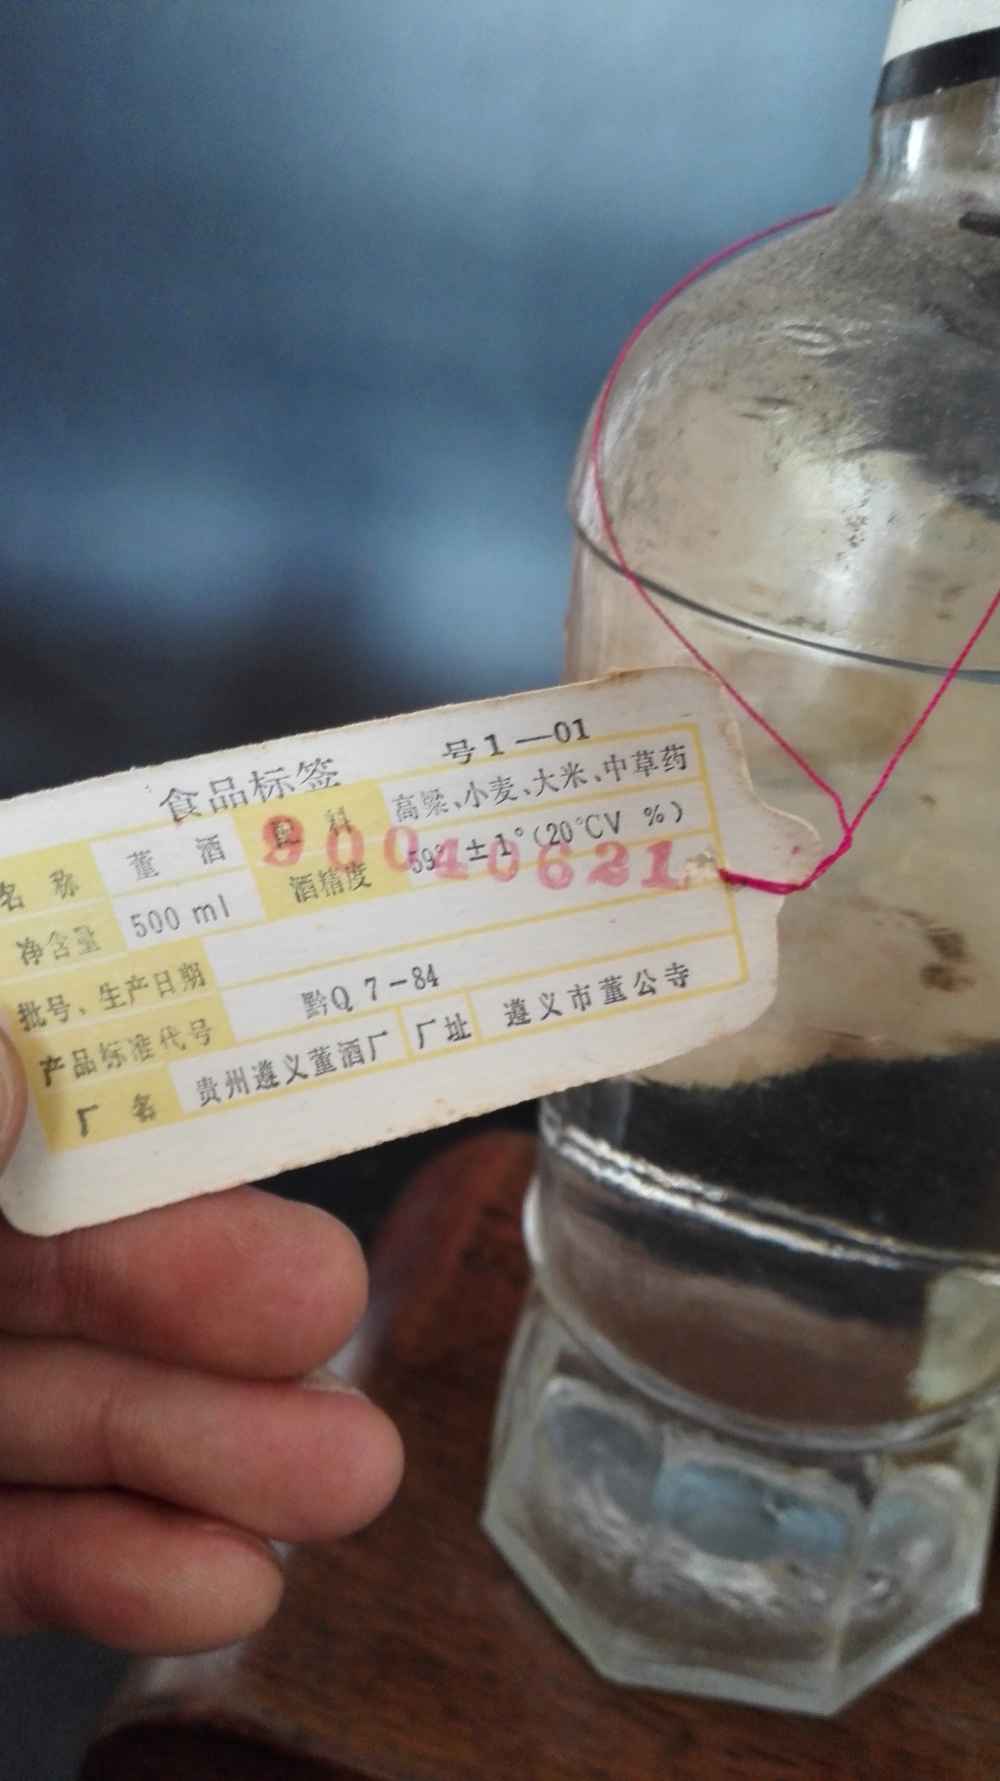 食品标签 号1—01
名称 董酒 配料 高粱、小麦、大米、中草药
净含量 500 ml 酒精度 59°±1°(20℃V %)
90040621
批号、生产日期
产品标准代号 黔Q 7-84
厂名 贵州遵义董酒厂 厂址 遵义市董公寺